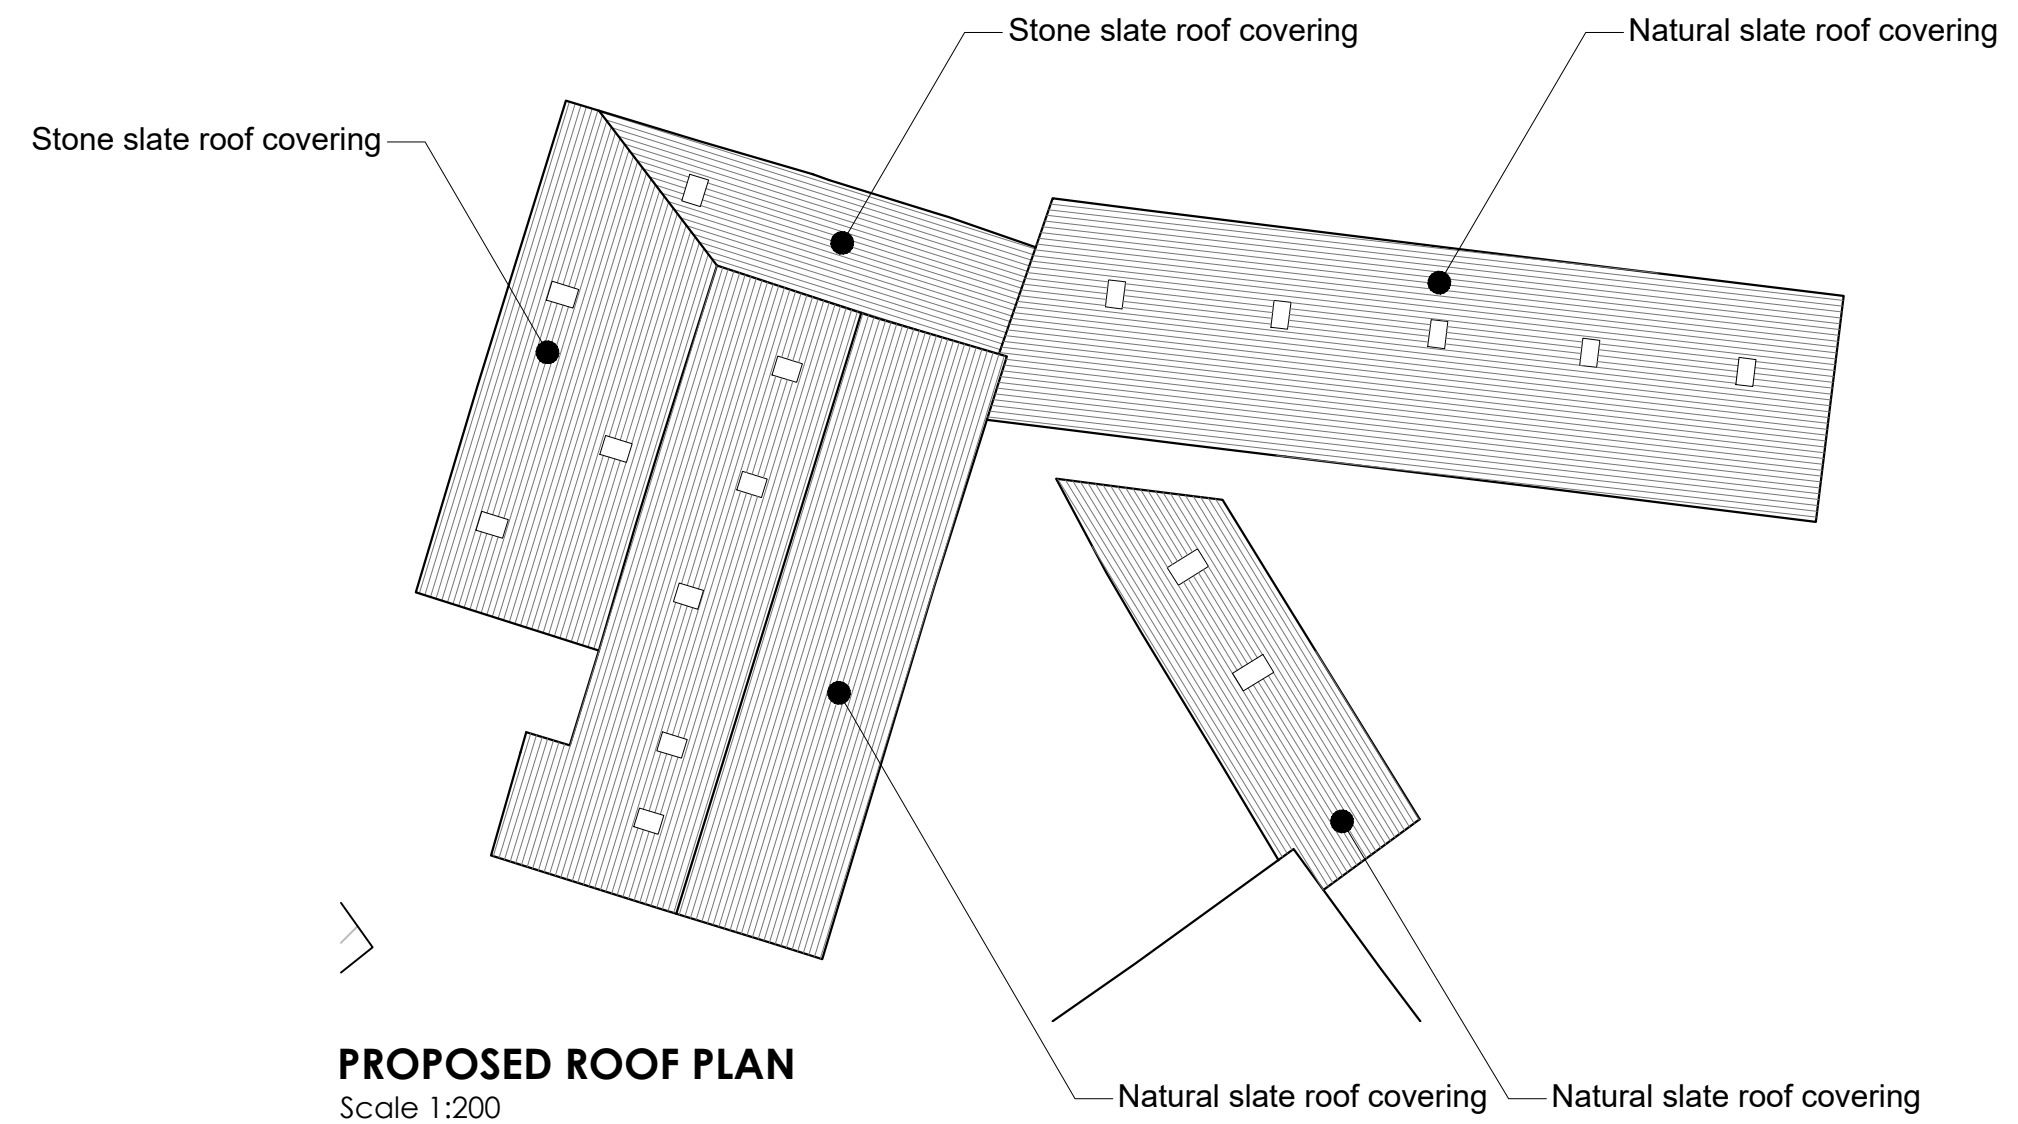 Stone slate roof covering
Natural slate roof covering
Stone slate roof covering
PROPOSED ROOF PLAN
Scale 1:200
Natural slate roof covering
Natural slate roof covering